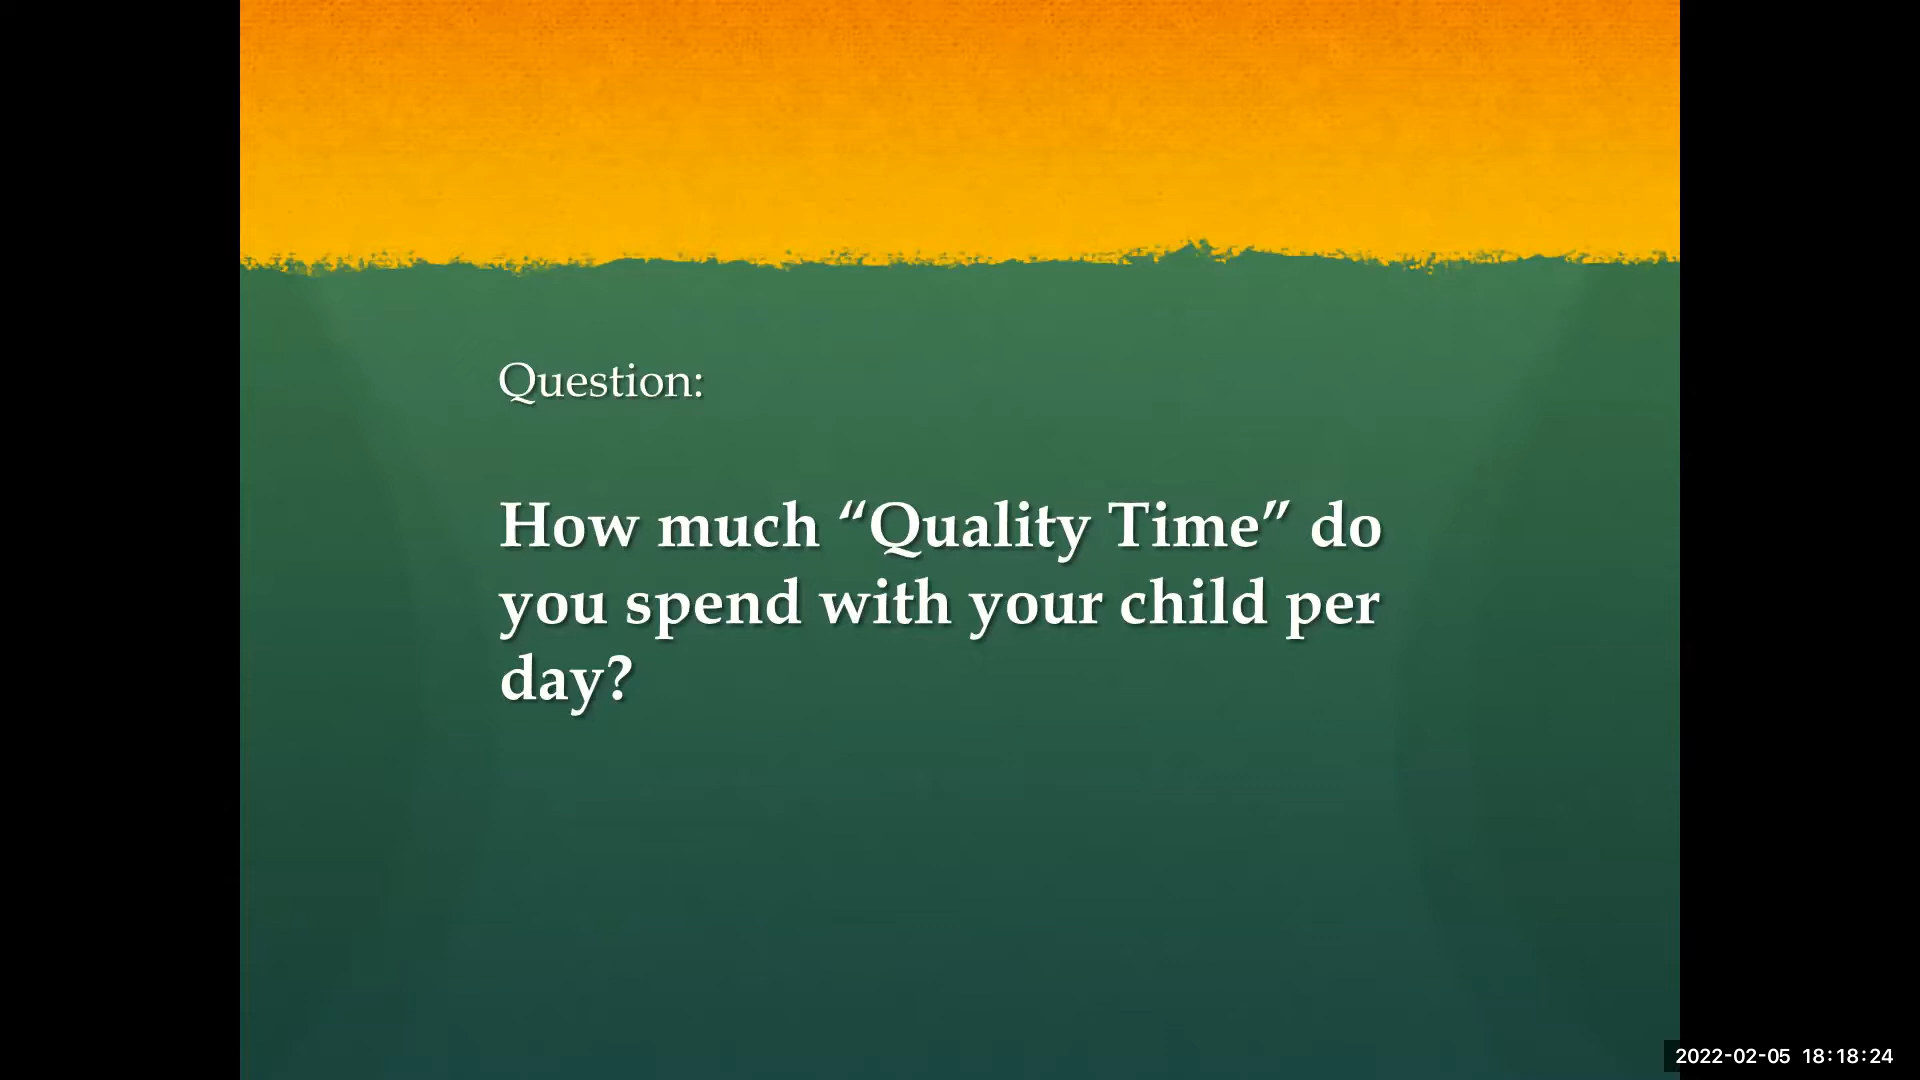 Question:
How much “Quality Time” do
you spend with your child per
day?
2022-02-05 18:18:24